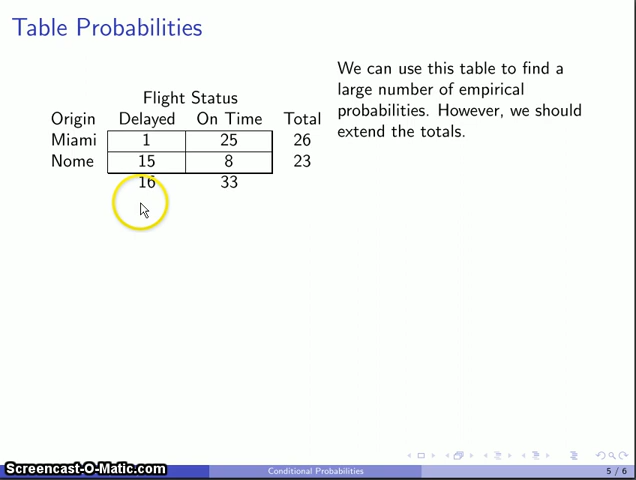 Table Probabilities
We can use this table to find a
large number of empirical
probabilities. However, we should
extend the totals.
Flight Status
Origin Delayed On Time Total
Miami 1 25 26
Nome 15 8 23
16 33
Screencast-O-Matic.com
Conditional Probabilities
5 / 6